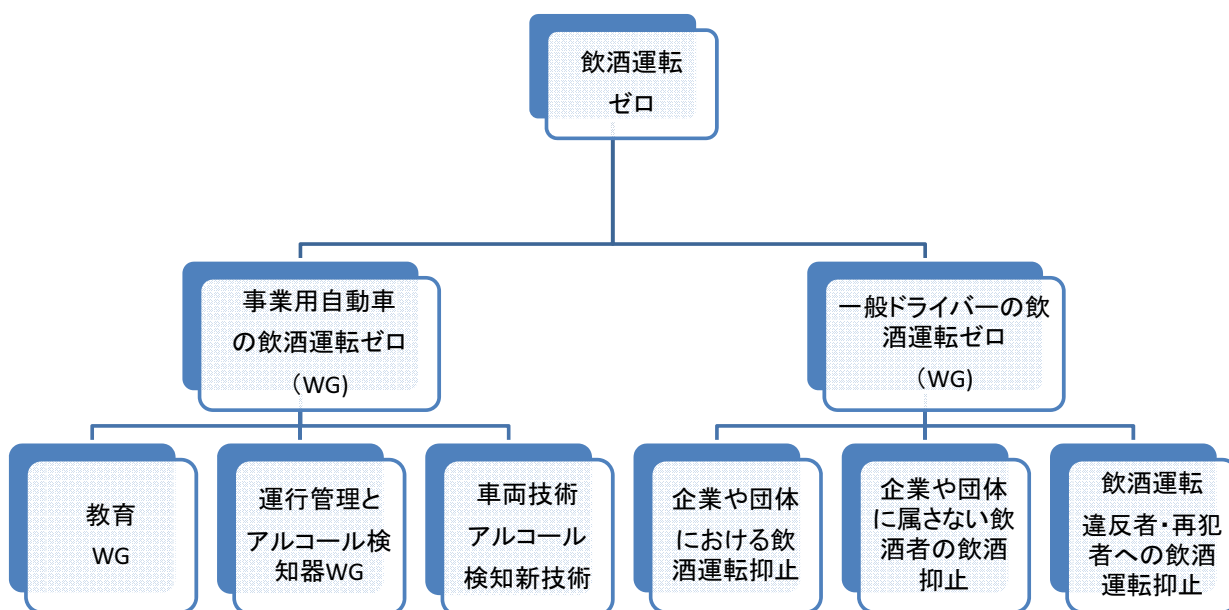 飲酒運転
ゼロ
事業用自動車
の飲酒運転ゼロ
（WG)
一般ドライバーの飲
酒運転ゼロ
（WG)
教育
WG
運行管理と
アルコール検
知器WG
車両技術
アルコール
検知新技術
企業や団体
における飲
酒運転抑止
企業や団体
に属さない飲
酒者の飲酒
抑止
飲酒運転
違反者・再犯
者への飲酒
運転抑止